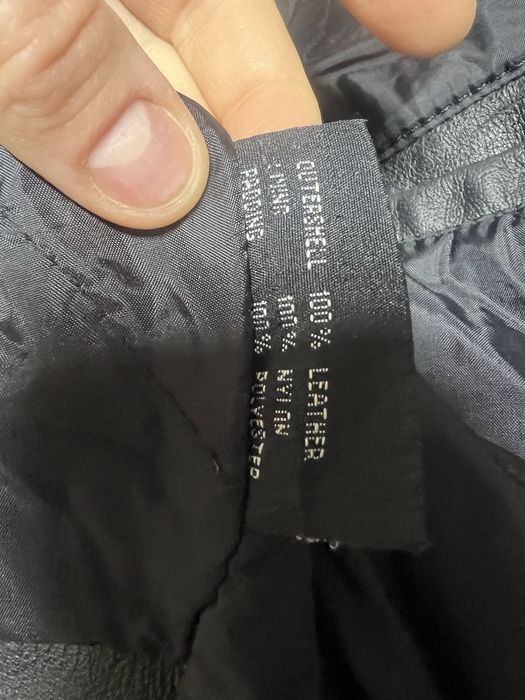 OUTERSHELL 100% LEATHER
LINING 100% NYLON
PADDING 100% POLYESTER